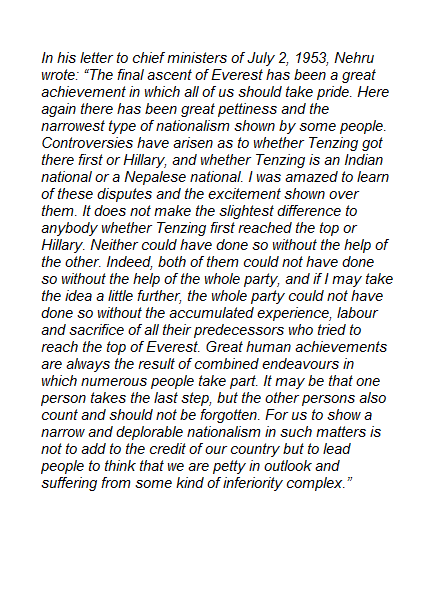 In his letter to chief ministers of July 2, 1953, Nehru
wrote: “The final ascent of Everest has been a great
achievement in which all of us should take pride. Here
again there has been great pettiness and the
narrowest type of nationalism shown by some people.
Controversies have arisen as to whether Tenzing got
there first or Hillary, and whether Tenzing is an Indian
national or a Nepalese national. I was amazed to learn
of these disputes and the excitement shown over
them. It does not make the slightest difference to
anybody whether Tenzing first reached the top or
Hillary. Neither could have done so without the help of
the other. Indeed, both of them could not have done
so without the help of the whole party, and if I may take
the idea a little further, the whole party could not have
done so without the accumulated experience, labour
and sacrifice of all their predecessors who tried to
reach the top of Everest. Great human achievements
are always the result of combined endeavours in
which numerous people take part. It may be that one
person takes the last step, but the other persons also
count and should not be forgotten. For us to show a
narrow and deplorable nationalism in such matters is
not to add to the credit of our country but to lead
people to think that we are petty in outlook and
suffering from some kind of inferiority complex.”